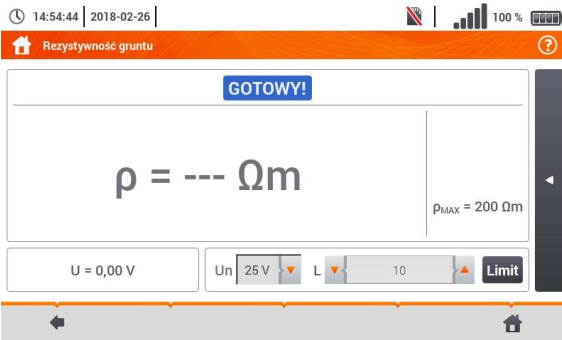 14:54:44 2018-02-26 100 %
Rezystywność gruntu ?
GOTOWY!
ρ = --- Ωm
ρMAX = 200 Ωm
U = 0,00 V Un 25 V L 10 Limit